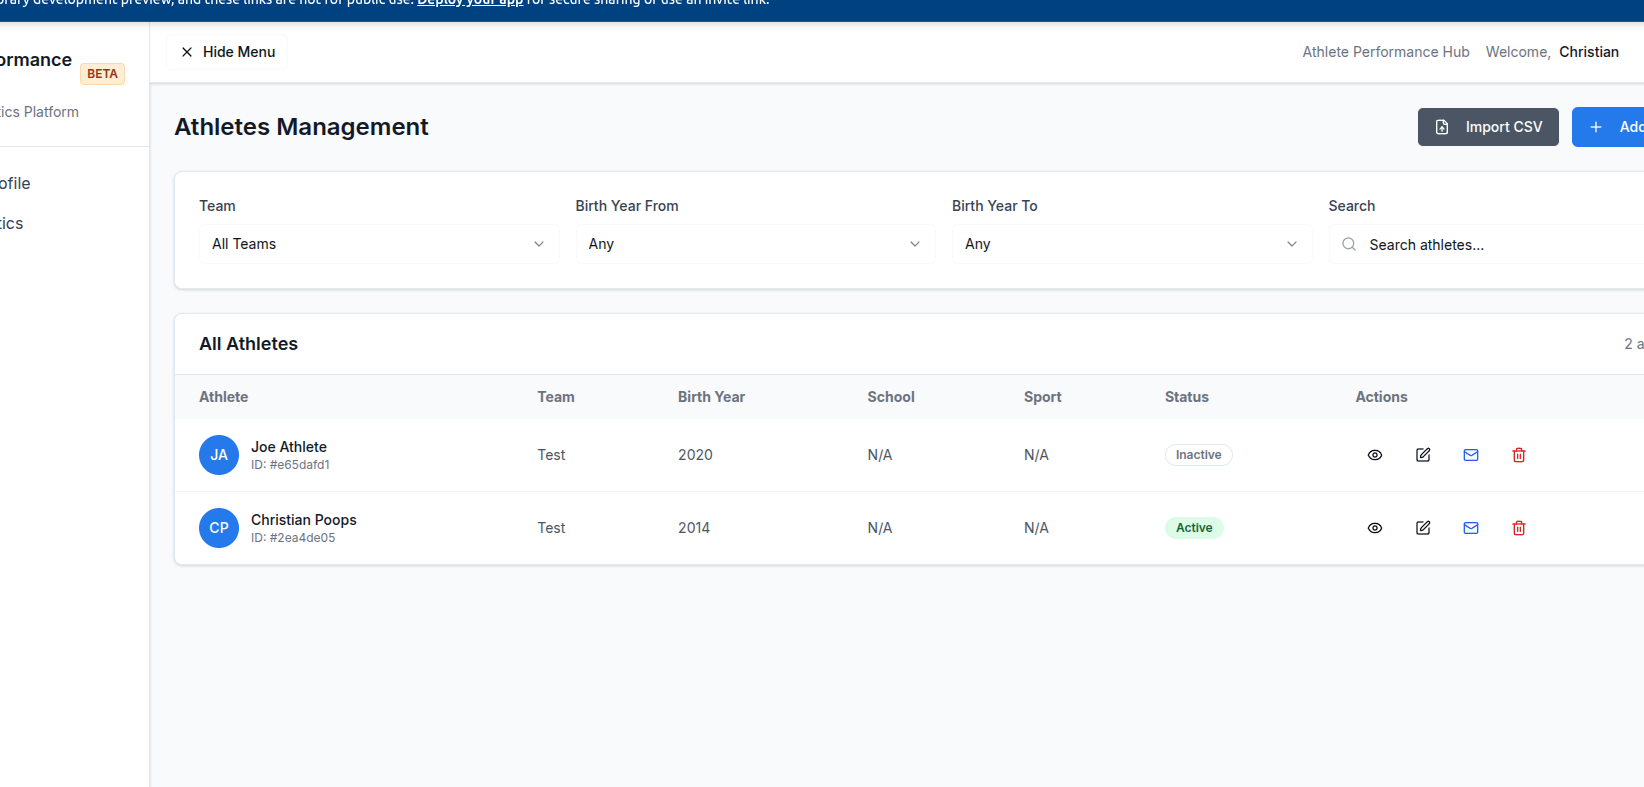 development preview, and these links are not for public use. Deploy your app for secure sharing or use an invite link.
Hide Menu
Athlete Performance Hub
Welcome, Christian
ormance
BETA
ics Platform
ofile
tics
Athletes Management
Import CSV
Add
Team
Birth Year From
Birth Year To
Search
All Teams
Any
Any
Search athletes...
All Athletes
2 a
Athlete Team Birth Year School Sport Status Actions
JA Joe Athlete Test 2020 N/A N/A Inactive
ID: #e65dafd1
CP Christian Poops Test 2014 N/A N/A Active
ID: #2ea4de05